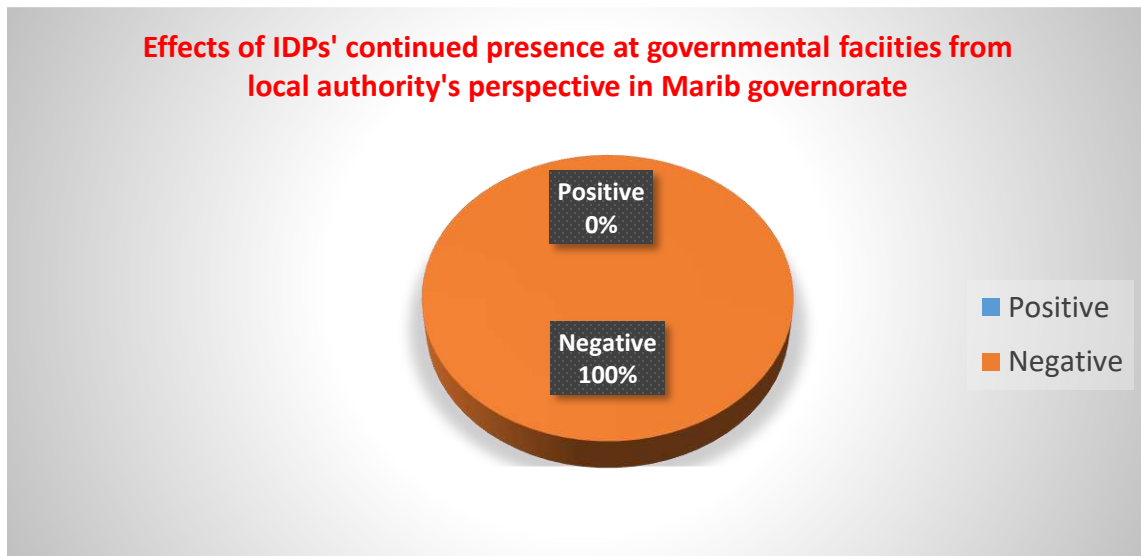 Effects of IDPs' continued presence at governmental faciities from
local authority's perspective in Marib governorate
Positive
0%
Negative
100%
Positive
Negative